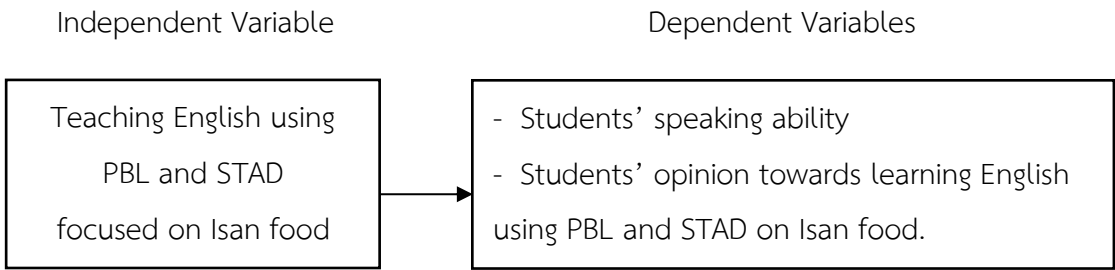 Independent Variable
Dependent Variables
Teaching English using
PBL and STAD
focused on Isan food
- Students’ speaking ability
- Students’ opinion towards learning English
using PBL and STAD on Isan food.